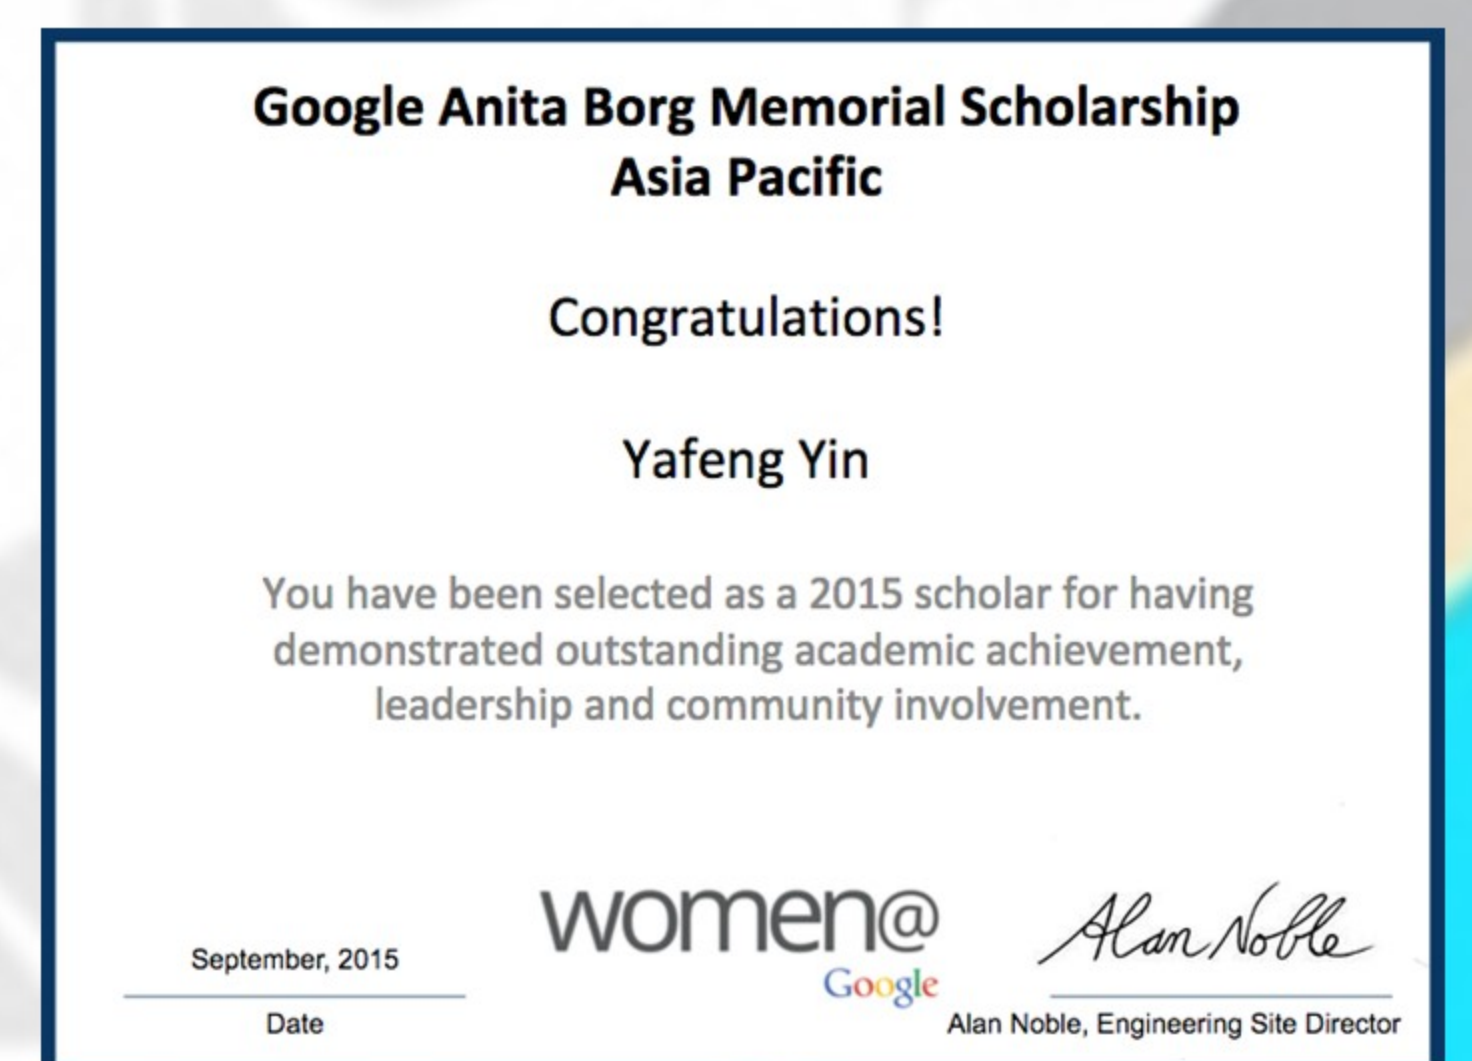 Google Anita Borg Memorial Scholarship
Asia Pacific
Congratulations!
Yafeng Yin
You have been selected as a 2015 scholar for having
demonstrated outstanding academic achievement,
leadership and community involvement.
September, 2015
Date
women@
Google
Alan Noble
Alan Noble, Engineering Site Director